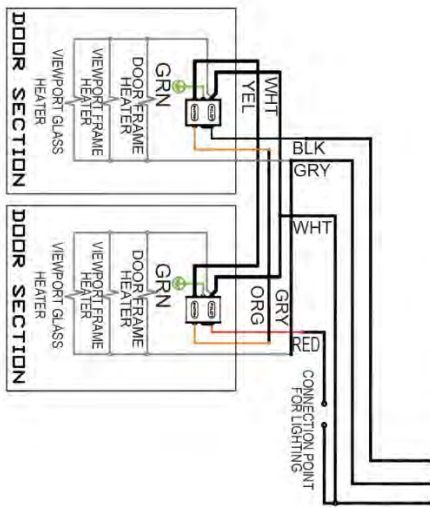 DOOR SECTION
VIEWPORT GLASS
HEATER
VIEWPORT FRAME
HEATER
DOOR FRAME
HEATER
GRN
YEL
WHT
BLK
GRY
DOOR SECTION
VIEWPORT GLASS
HEATER
VIEWPORT FRAME
HEATER
DOOR FRAME
HEATER
GRN
WHT
ORG
GRY
RED
CONNECTION POINT
FOR LIGHTING